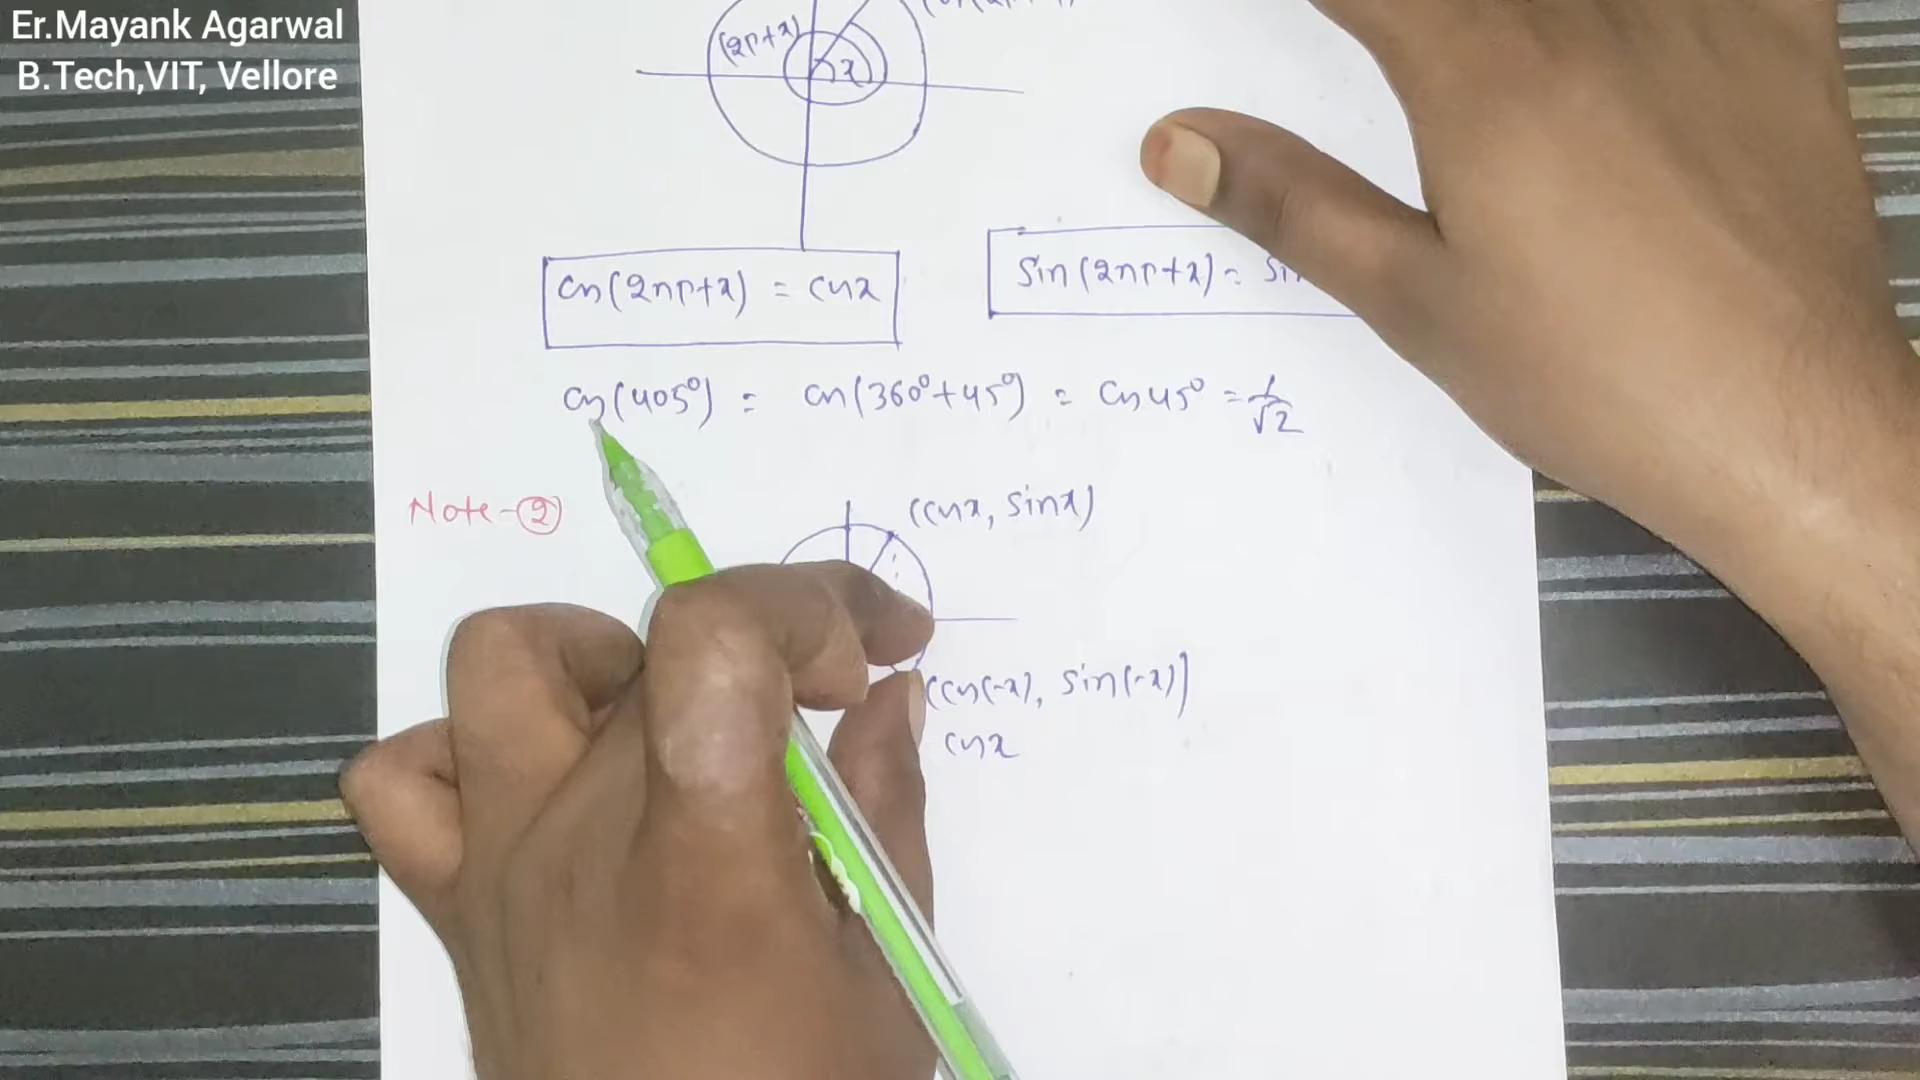 Er.Mayank Agarwal
B.Tech,VIT, Vellore
(2π+x)
x
cos(2nπ+x) = cosx
Sin(2nπ+x) =
cos(405°) = cos(360°+45°) = cos45° = 1/√2
Note-②
(cosx, sinx)
(cos(-x), sin(-x)]
cosx